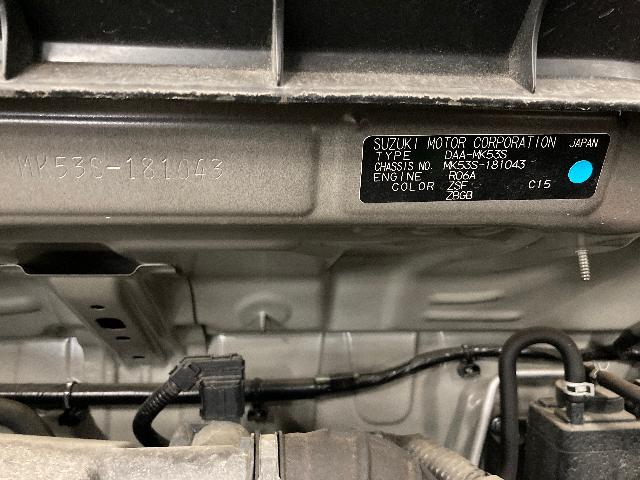 MK53S-181043
SUZUKI MOTOR CORPORATION JAPAN
TYPE DAA-MK53S
CHASSIS NO. MK53S-181043
ENGINE R06A
COLOR ZSF C15
ZBGB